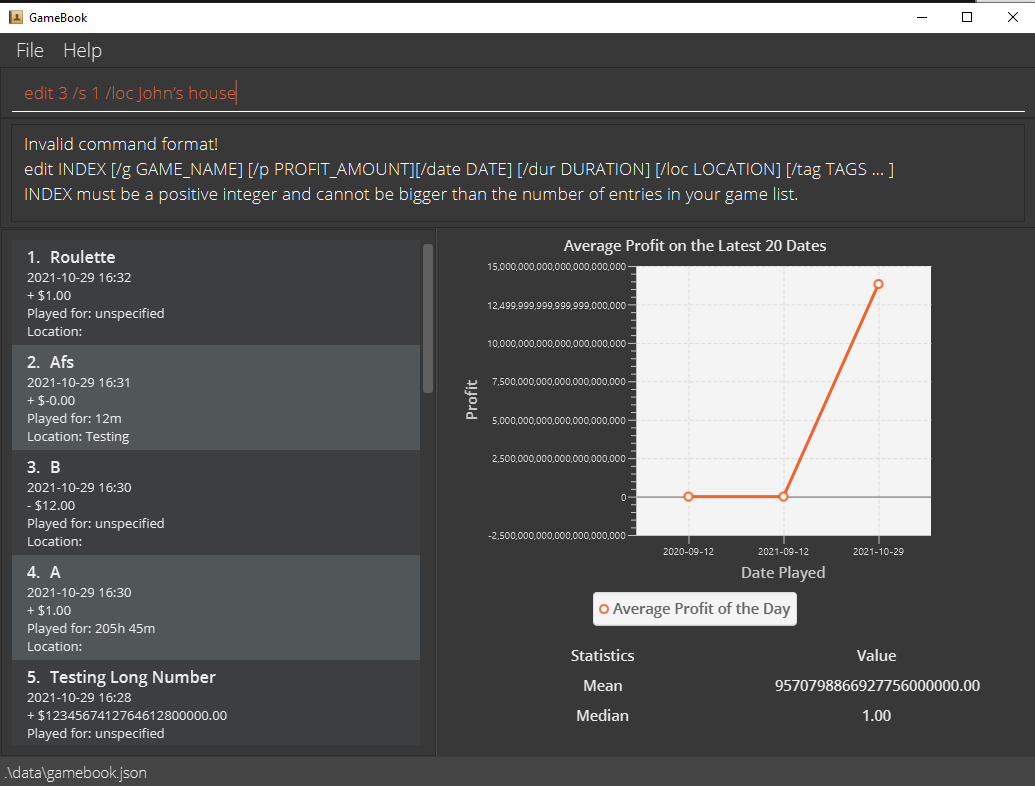 GameBook
File Help
edit 3 /s 1 /loc John's house
Invalid command format!
edit INDEX [/g GAME_NAME] [/p PROFIT_AMOUNT][/date DATE] [/dur DURATION] [/loc LOCATION] [/tag TAGS ... ]
INDEX must be a positive integer and cannot be bigger than the number of entries in your game list.
1. Roulette
2021-10-29 16:32
+ $1.00
Played for: unspecified
Location:
2. Afs
2021-10-29 16:31
+ $-0.00
Played for: 12m
Location: Testing
3. B
2021-10-29 16:30
- $12.00
Played for: unspecified
Location:
4. A
2021-10-29 16:30
+ $1.00
Played for: 205h 45m
Location:
5. Testing Long Number
2021-10-29 16:28
+ $1234567412764612800000.00
Played for: unspecified
Average Profit on the Latest 20 Dates
Profit
15,000,000,000,000,000,000,000
12,499,999,999,999,999,000,000
10,000,000,000,000,000,000,000
7,500,000,000,000,000,000,000
5,000,000,000,000,000,000,000
2,500,000,000,000,000,000,000
0
-2,500,000,000,000,000,000,000
2020-09-12 2021-09-12 2021-10-29
Date Played
Average Profit of the Day
Statistics Value
Mean 9570798866927756000000.00
Median 1.00
.\data\gamebook.json